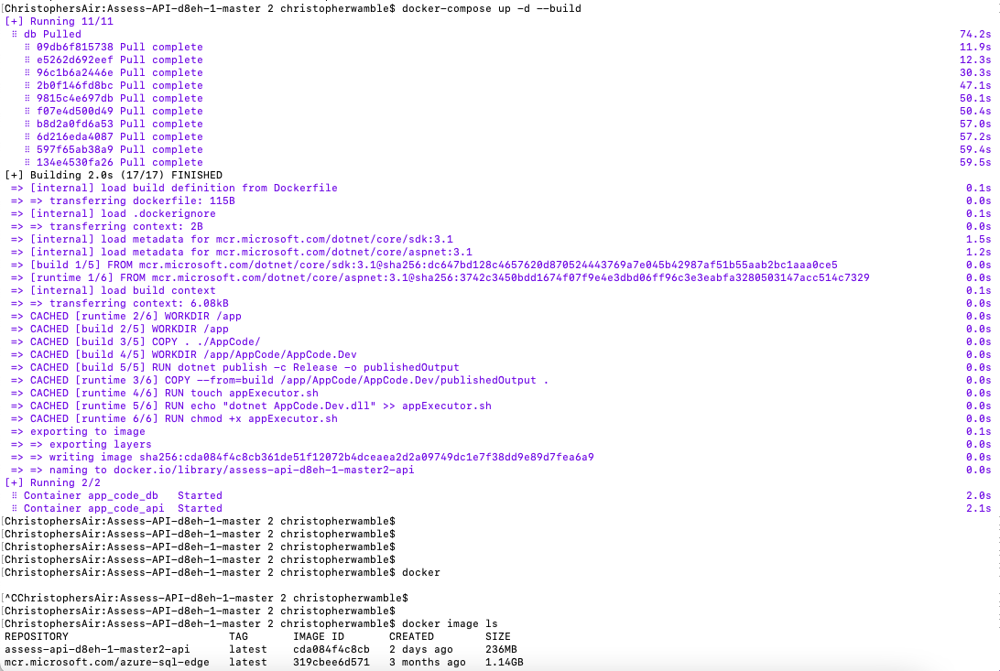 [ChristophersAir:Assess-API-d8eh-1-master 2 christopherwamble$ docker-compose up -d --build
[+] Running 11/11
⠿ db Pulled 74.2s
⠿ 09db6f815738 Pull complete 11.9s
⠿ e5262d692eef Pull complete 12.3s
⠿ 96c1b6a2446e Pull complete 30.3s
⠿ 2b0f146fd8bc Pull complete 47.1s
⠿ 9815c4e697db Pull complete 50.1s
⠿ f07e4d500d49 Pull complete 50.4s
⠿ b8d2a0fd6a53 Pull complete 57.0s
⠿ 6d216eda4087 Pull complete 57.2s
⠿ 597f65ab38a9 Pull complete 59.4s
⠿ 134e4530fa26 Pull complete 59.5s
[+] Building 2.0s (17/17) FINISHED
=> [internal] load build definition from Dockerfile 0.1s
=> => transferring dockerfile: 115B 0.0s
=> [internal] load .dockerignore 0.1s
=> => transferring context: 2B 0.0s
=> [internal] load metadata for mcr.microsoft.com/dotnet/core/sdk:3.1 1.5s
=> [internal] load metadata for mcr.microsoft.com/dotnet/core/aspnet:3.1 1.2s
=> [build 1/5] FROM mcr.microsoft.com/dotnet/core/sdk:3.1@sha256:dc647bd128c4657620d870524443769a7e045b42987af51b55aab2bc1aaa0ce5 0.0s
=> [runtime 1/6] FROM mcr.microsoft.com/dotnet/core/aspnet:3.1@sha256:3742c3450bdd1674f07f9e4e3dbd06ff96c3e3eabfa3280503147acc514c7329 0.0s
=> [internal] load build context 0.1s
=> => transferring context: 6.08kB 0.0s
=> CACHED [runtime 2/6] WORKDIR /app 0.0s
=> CACHED [build 2/5] WORKDIR /app 0.0s
=> CACHED [build 3/5] COPY . ./AppCode/ 0.0s
=> CACHED [build 4/5] WORKDIR /app/AppCode/AppCode.Dev 0.0s
=> CACHED [build 5/5] RUN dotnet publish -c Release -o publishedOutput 0.0s
=> CACHED [runtime 3/6] COPY --from=build /app/AppCode/AppCode.Dev/publishedOutput . 0.0s
=> CACHED [runtime 4/6] RUN touch appExecutor.sh 0.0s
=> CACHED [runtime 5/6] RUN echo "dotnet AppCode.Dev.dll" >> appExecutor.sh 0.0s
=> CACHED [runtime 6/6] RUN chmod +x appExecutor.sh 0.0s
=> exporting to image 0.1s
=> => exporting layers 0.0s
=> => writing image sha256:cda084f4c8cb361de51f12072b4dceaea2d2a09749dc1e7f38dd9e89d7fea6a9 0.0s
=> => naming to docker.io/library/assess-api-d8eh-1-master2-api 0.0s
[+] Running 2/2
⠿ Container app_code_db Started 2.0s
⠿ Container app_code_api Started 2.1s
[ChristophersAir:Assess-API-d8eh-1-master 2 christopherwamble$
[ChristophersAir:Assess-API-d8eh-1-master 2 christopherwamble$
[ChristophersAir:Assess-API-d8eh-1-master 2 christopherwamble$
[ChristophersAir:Assess-API-d8eh-1-master 2 christopherwamble$
[ChristophersAir:Assess-API-d8eh-1-master 2 christopherwamble$ docker
[^CChristophersAir:Assess-API-d8eh-1-master 2 christopherwamble$
[ChristophersAir:Assess-API-d8eh-1-master 2 christopherwamble$
[ChristophersAir:Assess-API-d8eh-1-master 2 christopherwamble$ docker image ls
REPOSITORY TAG IMAGE ID CREATED SIZE
assess-api-d8eh-1-master2-api latest cda084f4c8cb 2 days ago 236MB
mcr.microsoft.com/azure-sql-edge latest 319cbee6d571 3 months ago 1.14GB